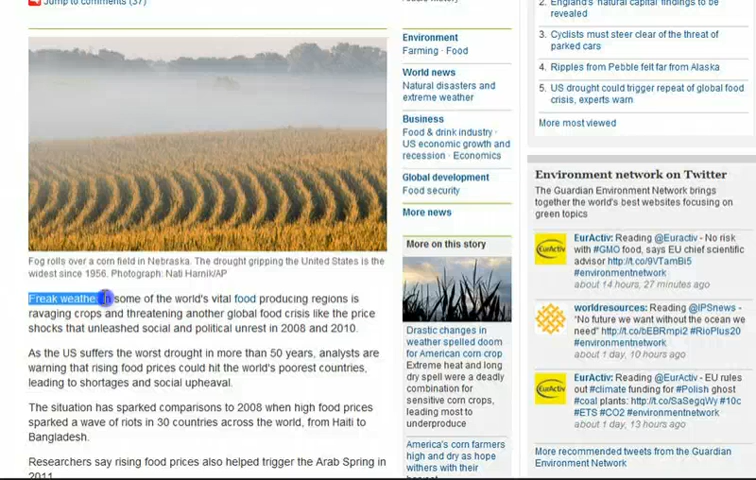 Jump to comments (37)
Fog rolls over a corn field in Nebraska. The drought gripping the United States is the
widest since 1956. Photograph: Nati Harnik/AP
Freak weather in some of the world's vital food producing regions is
ravaging crops and threatening another global food crisis like the price
shocks that unleashed social and political unrest in 2008 and 2010.
As the US suffers the worst drought in more than 50 years, analysts are
warning that rising food prices could hit the world's poorest countries,
leading to shortages and social upheaval.
The situation has sparked comparisons to 2008 when high food prices
sparked a wave of riots in 30 countries across the world, from Haiti to
Bangladesh.
Researchers say rising food prices also helped trigger the Arab Spring in
2011.
Environment
Farming · Food
World news
Natural disasters and
extreme weather
Business
Food & drink industry ·
US economic growth and
recession · Economics
Global development
Food security
More news
More on this story
Drastic changes in
weather spelled doom
for American corn crop
Extreme heat and long
dry spell were a deadly
combination for
sensitive corn crops,
leading most to
underproduce
America's corn farmers
high and dry as hope
withers with their
2. England's 'natural capital' findings to be
revealed
3. Cyclists must steer clear of the threat of
parked cars
4. Ripples from Pebble felt far from Alaska
5. US drought could trigger repeat of global food
crisis, experts warn
More most viewed
Environment network on Twitter
The Guardian Environment Network brings
together the world's best websites focusing on
green topics
EurActiv
EurActiv: Reading @Euractiv - No risk
with #GMO food, says EU chief scientific
advisor http://t.co/9VTamBi5
#environmentnetwork
about 14 hours, 27 minutes ago
worldresources: Reading @IPSnews -
"No future we want without the ocean we
need" http://t.co/bEBRmpi2 #RioPlus20
#environmentnetwork
about 1 day, 10 hours ago
EurActiv
EurActiv: Reading @EurActiv - EU rules
out #climate funding for #Polish ghost
#coal plants: http://t.co/SaSegqWy #10c
#ETS #CO2 #environmentnetwork
about 1 day, 13 hours ago
More recommended tweets from the Guardian
Environment Network